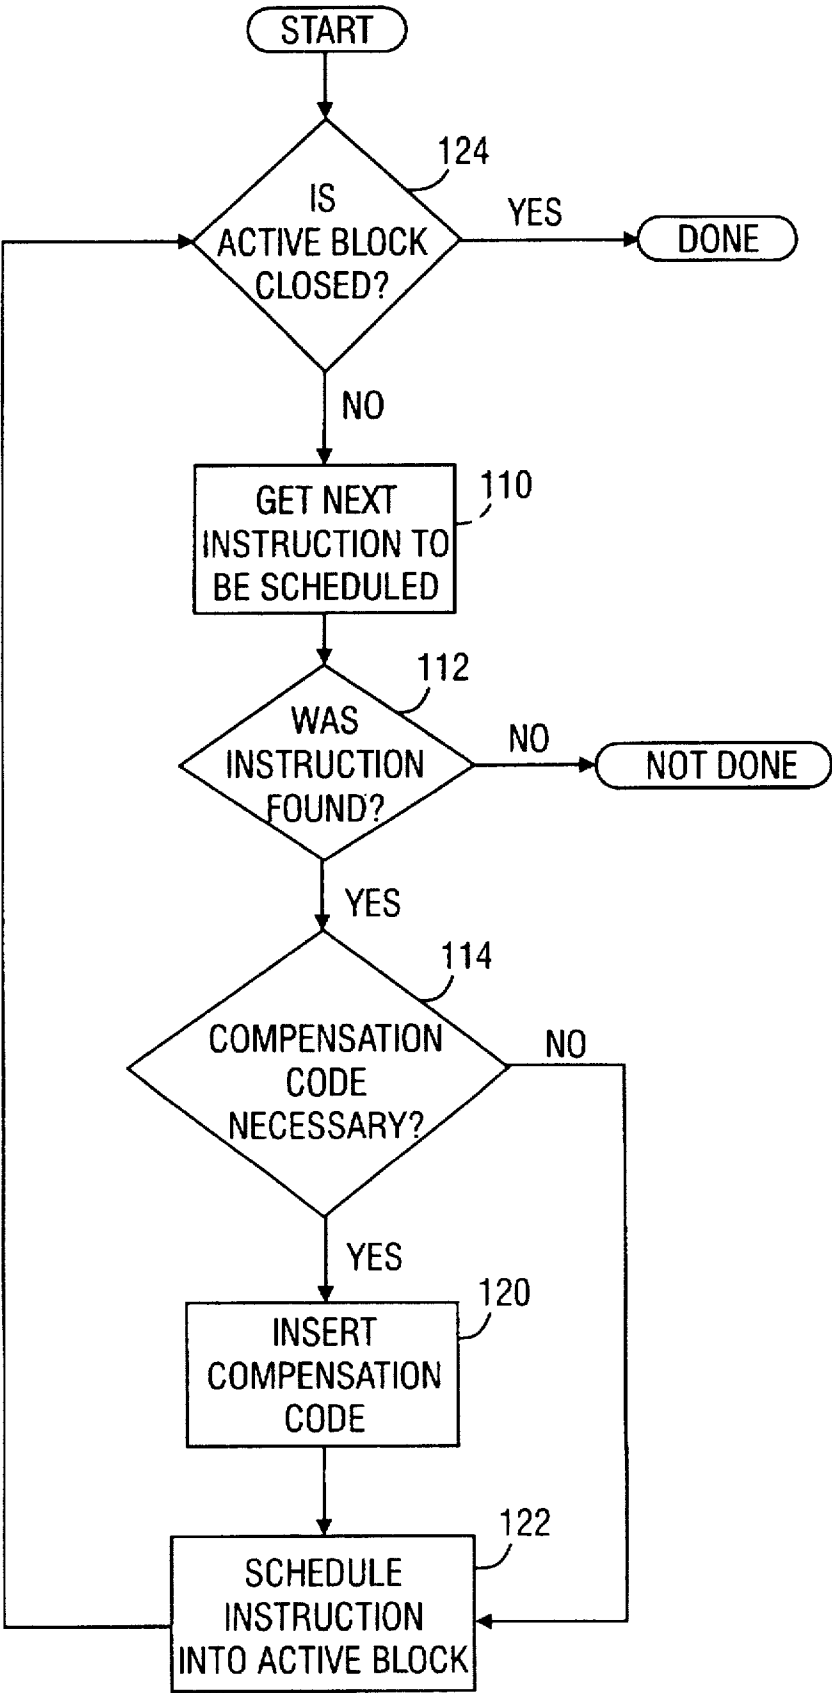 START
124
IS
ACTIVE BLOCK
CLOSED?
YES
DONE
NO
110
GET NEXT
INSTRUCTION TO
BE SCHEDULED
112
WAS
INSTRUCTION
FOUND?
NO
NOT DONE
YES
114
COMPENSATION
CODE
NECESSARY?
NO
YES
120
INSERT
COMPENSATION
CODE
122
SCHEDULE
INSTRUCTION
INTO ACTIVE BLOCK